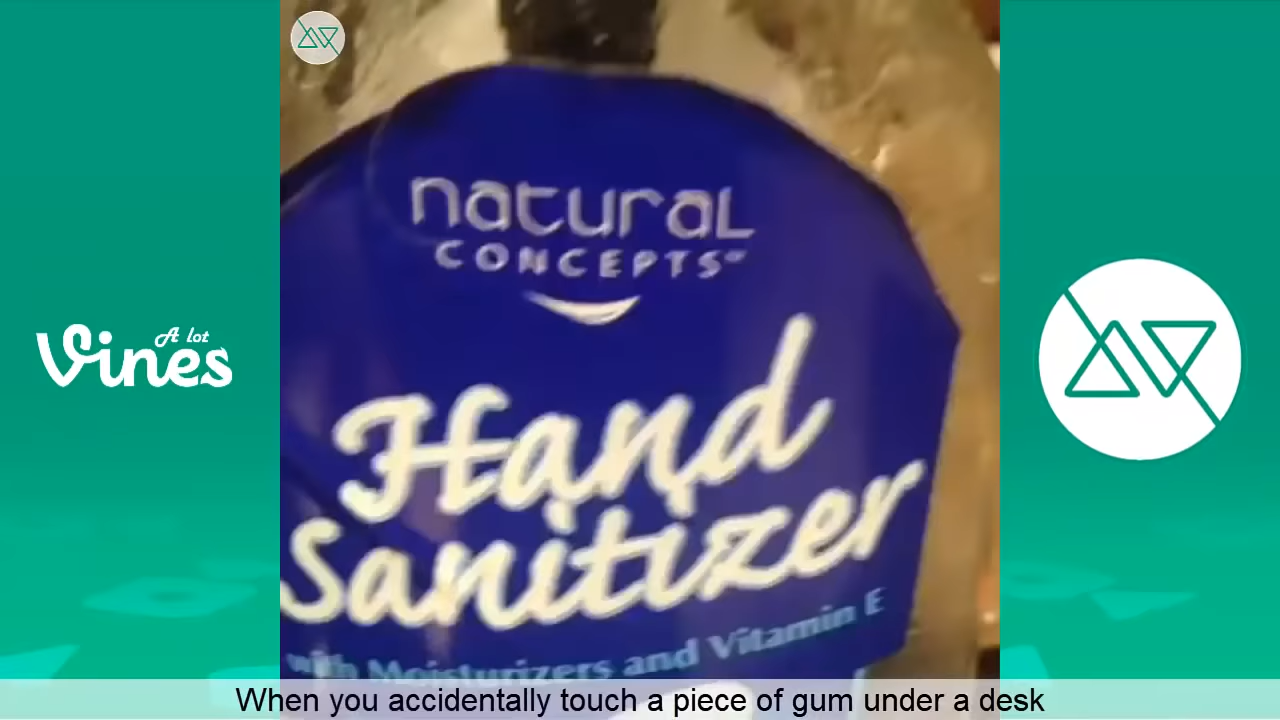 natural
CONCEPTS
Hand
Sanitizer
with Moisturizers and Vitamin E
A lot
Vines
When you accidentally touch a piece of gum under a desk